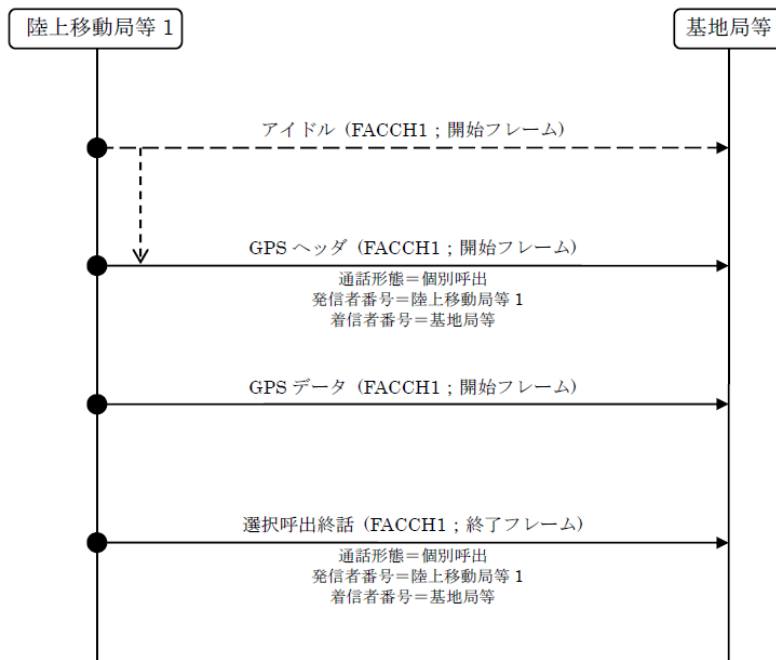 陸上移動局等 1
基地局等
アイドル (FACCH1 ; 開始フレーム)
GPS ヘッダ (FACCH1 ; 開始フレーム)
通話形態＝個別呼出
発信者番号＝陸上移動局等 1
着信者番号＝基地局等
GPS データ (FACCH1 ; 開始フレーム)
選択呼出終話 (FACCH1 ; 終了フレーム)
通話形態＝個別呼出
発信者番号＝陸上移動局等 1
着信者番号＝基地局等